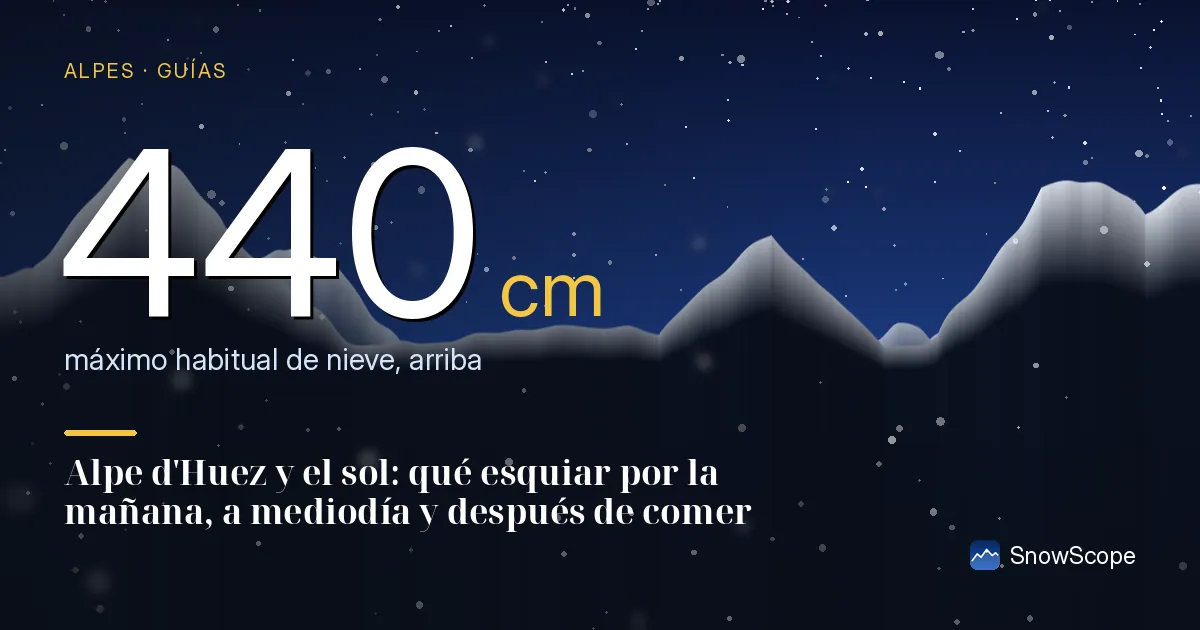 ALPES · GUÍAS
440 cm
máximo habitual de nieve, arriba
Alpe d'Huez y el sol: qué esquiar por la
mañana, a mediodía y después de comer
SnowScope